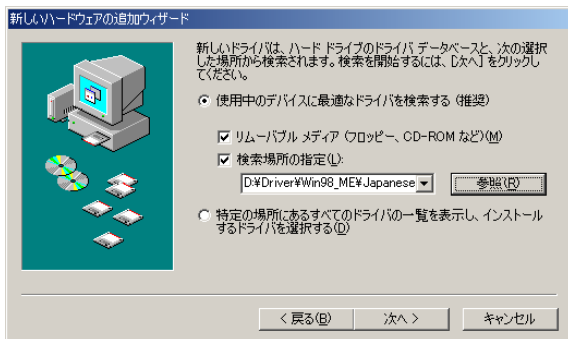 新しいハードウェアの追加ウィザード
新しいドライバは、ハード ドライブのドライバ データベースと、次の選択
した場所から検索されます。検索を開始するには、[次へ] をクリックし
てください。
使用中のデバイスに最適なドライバを検索する (推奨)
リムーバブル メディア (フロッピー、CD-ROM など)(M)
検索場所の指定(L):
D:¥Driver¥Win98_ME¥Japanese
参照(R)
特定の場所にあるすべてのドライバの一覧を表示し、インストール
するドライバを選択する(D)
< 戻る(B)
次へ >
キャンセル